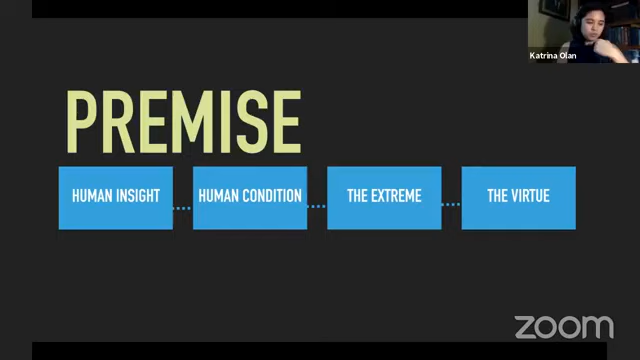 Katrina Olan
PREMISE
HUMAN INSIGHT
HUMAN CONDITION
THE EXTREME
THE VIRTUE
zoom